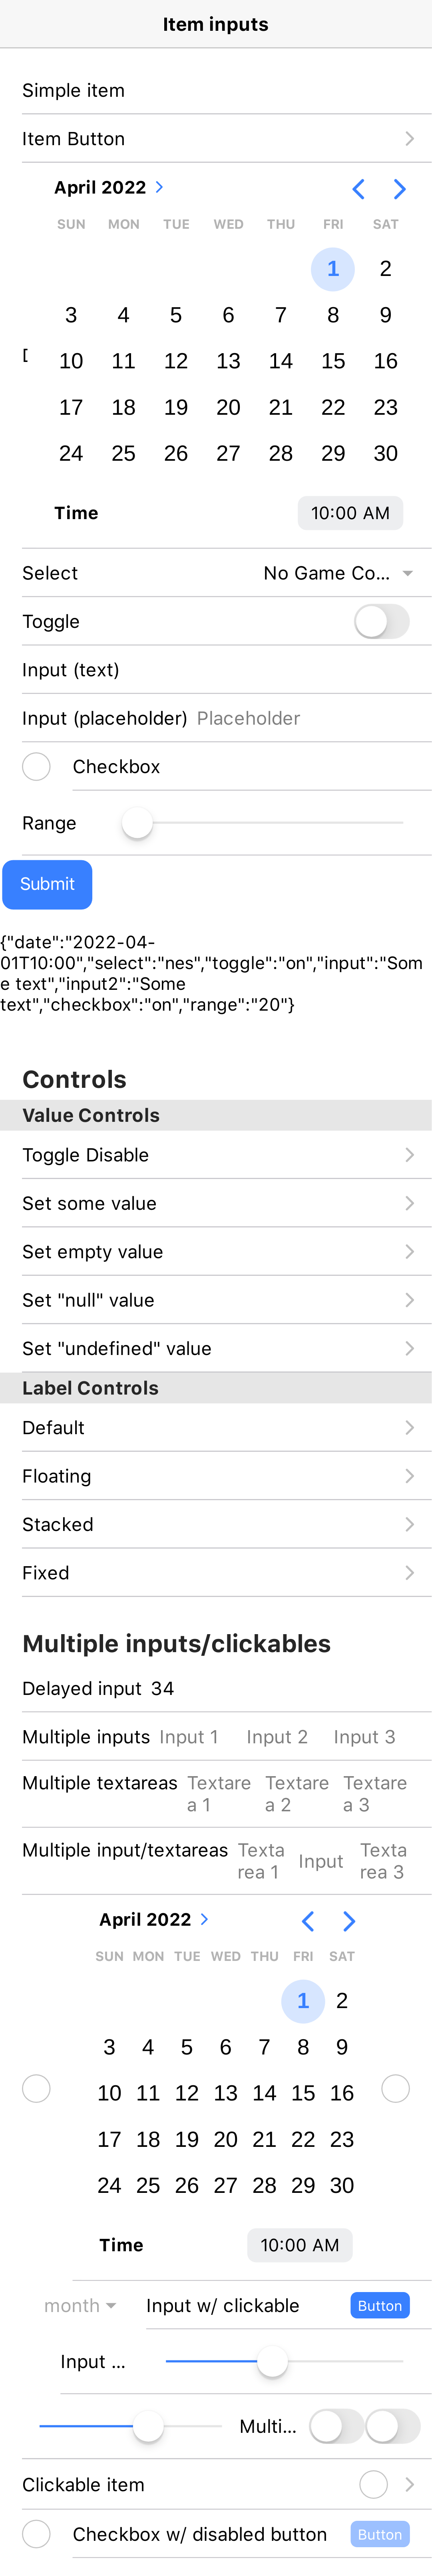 Item inputs
Simple item
Item Button
April 2022
SUN MON TUE WED THU FRI SAT
1 2
3 4 5 6 7 8 9
[ 10 11 12 13 14 15 16
17 18 19 20 21 22 23
24 25 26 27 28 29 30
Time 10:00 AM
Select No Game Co...
Toggle
Input (text)
Input (placeholder) Placeholder
Checkbox
Range
Submit
{"date":"2022-04-
01T10:00","select":"nes","toggle":"on","input":"Som
e text","input2":"Some
text","checkbox":"on","range":"20"}
Controls
Value Controls
Toggle Disable
Set some value
Set empty value
Set "null" value
Set "undefined" value
Label Controls
Default
Floating
Stacked
Fixed
Multiple inputs/clickables
Delayed input 34
Multiple inputs Input 1 Input 2 Input 3
Multiple textareas Textare Textare Textare
a 1 a 2 a 3
Multiple input/textareas Texta Input Texta
rea 1 rea 3
April 2022
SUN MON TUE WED THU FRI SAT
1 2
3 4 5 6 7 8 9
10 11 12 13 14 15 16
17 18 19 20 21 22 23
24 25 26 27 28 29 30
Time 10:00 AM
month Input w/ clickable Button
Input ...
Multi...
Clickable item
Checkbox w/ disabled button Button